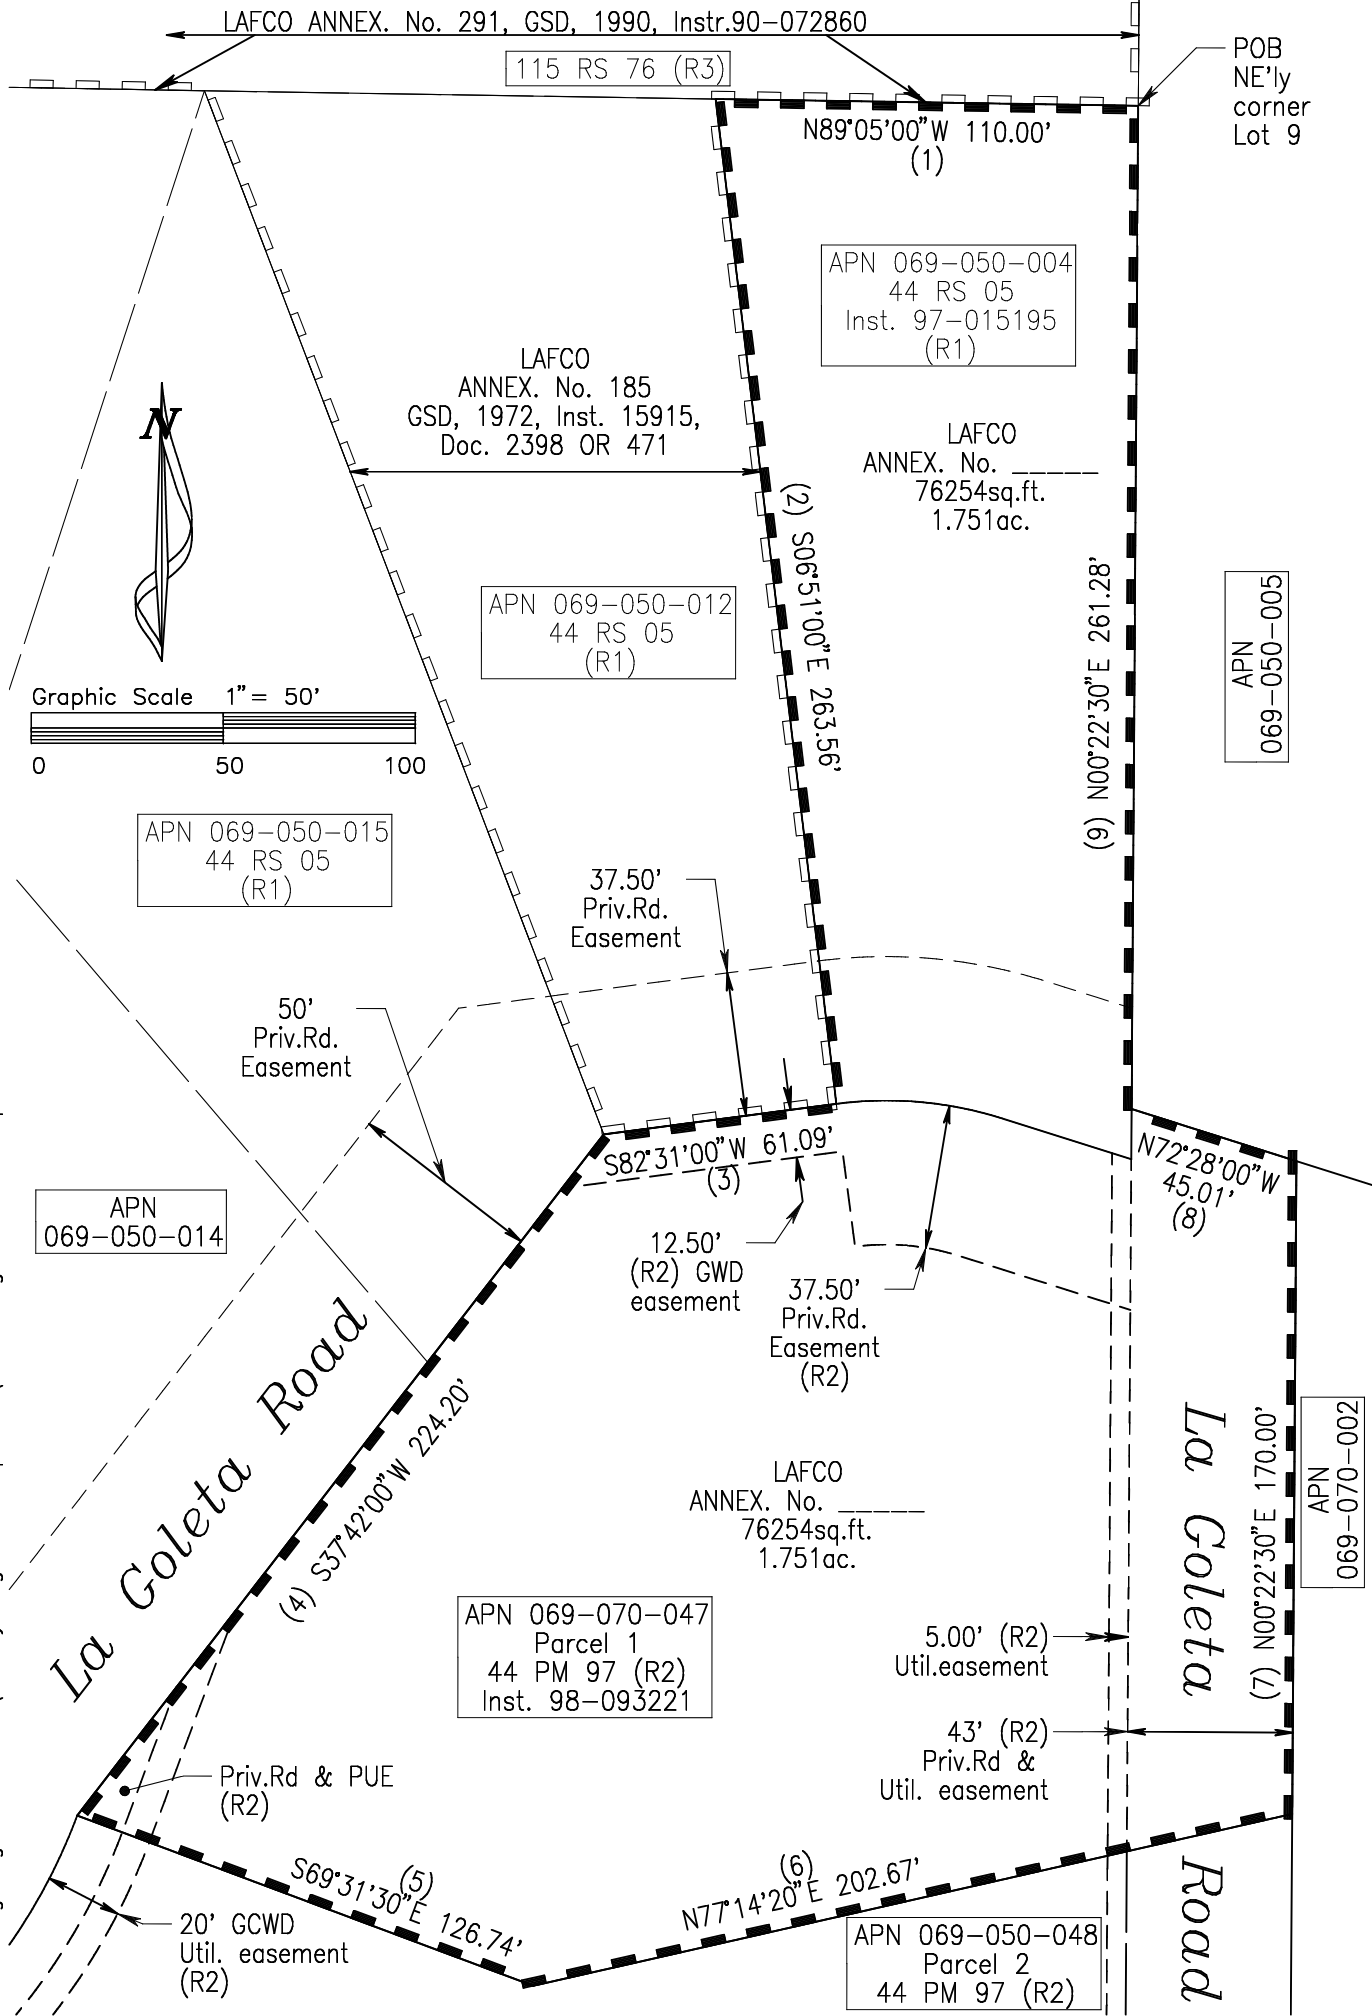 LAFCO ANNEX. No. 291, GSD, 1990, Instr.90-072860
115 RS 76 (R3)
POB
NE'ly
corner
Lot 9
N89°05'00"W 110.00'
(1)
APN 069-050-004
44 RS 05
Inst. 97-015195
(R1)
LAFCO
ANNEX. No. 185
GSD, 1972, Inst. 15915,
Doc. 2398 OR 471
N
LAFCO
ANNEX. No. _____
76254sq.ft.
1.751ac.
(2) S06°51'00"E 263.56'
(9) N00°22'30"E 261.28'
APN
069-050-005
APN 069-050-012
44 RS 05
(R1)
Graphic Scale 1"= 50'
0 50 100
APN 069-050-015
44 RS 05
(R1)
37.50'
Priv.Rd.
Easement
50'
Priv.Rd.
Easement
S82°31'00"W 61.09'
(3)
N72°28'00"W
45.01'
(8)
APN
069-050-014
12.50'
(R2) GWD
easement
37.50'
Priv.Rd.
Easement
(R2)
La Goleta Road
(4) S37°42'00"W 224.20'
LAFCO
ANNEX. No. _____
76254sq.ft.
1.751ac.
La Goleta Road
(7) N00°22'30"E 170.00'
APN
069-070-002
APN 069-070-047
Parcel 1
44 PM 97 (R2)
Inst. 98-093221
5.00' (R2)
Util.easement
43' (R2)
Priv.Rd &
Util. easement
Priv.Rd & PUE
(R2)
(5)
S69°31'30"E 126.74'
(6)
N77°14'20"E 202.67'
20' GCWD
Util. easement
(R2)
APN 069-050-048
Parcel 2
44 PM 97 (R2)